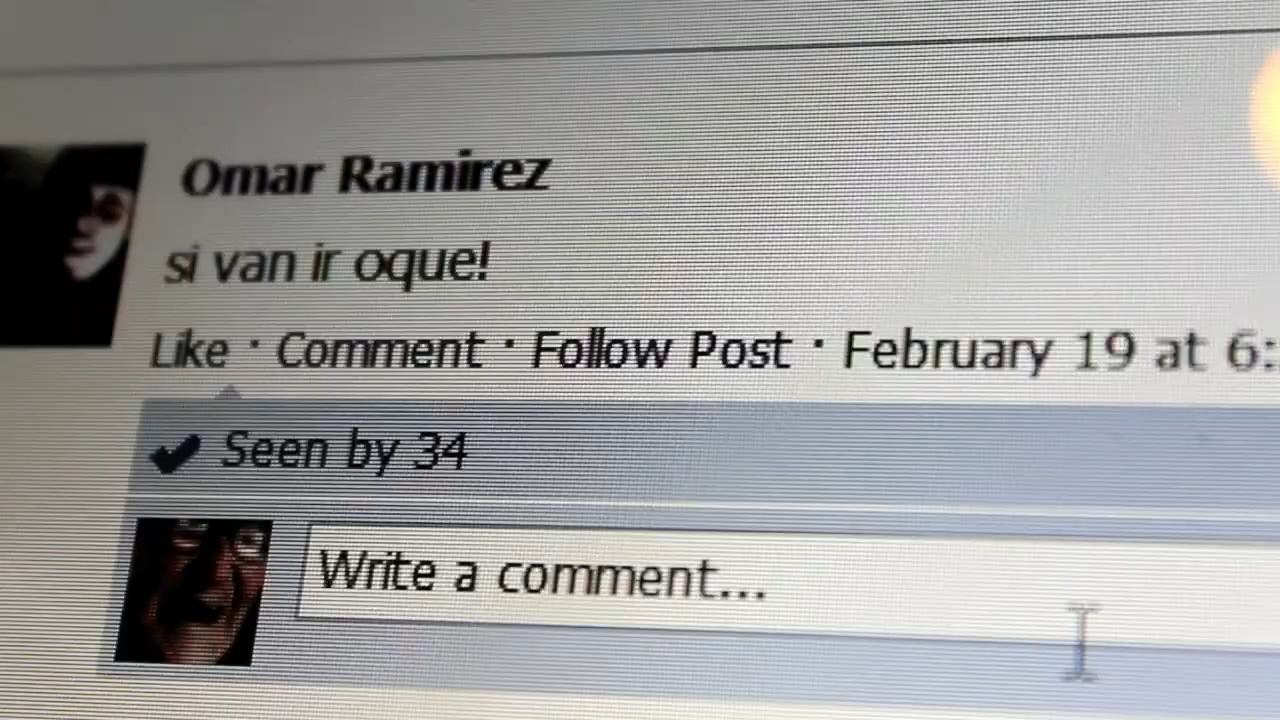 Omar Ramirez
si van ir oque!
Like · Comment · Follow Post · February 19 at 6:
Seen by 34
Write a comment...